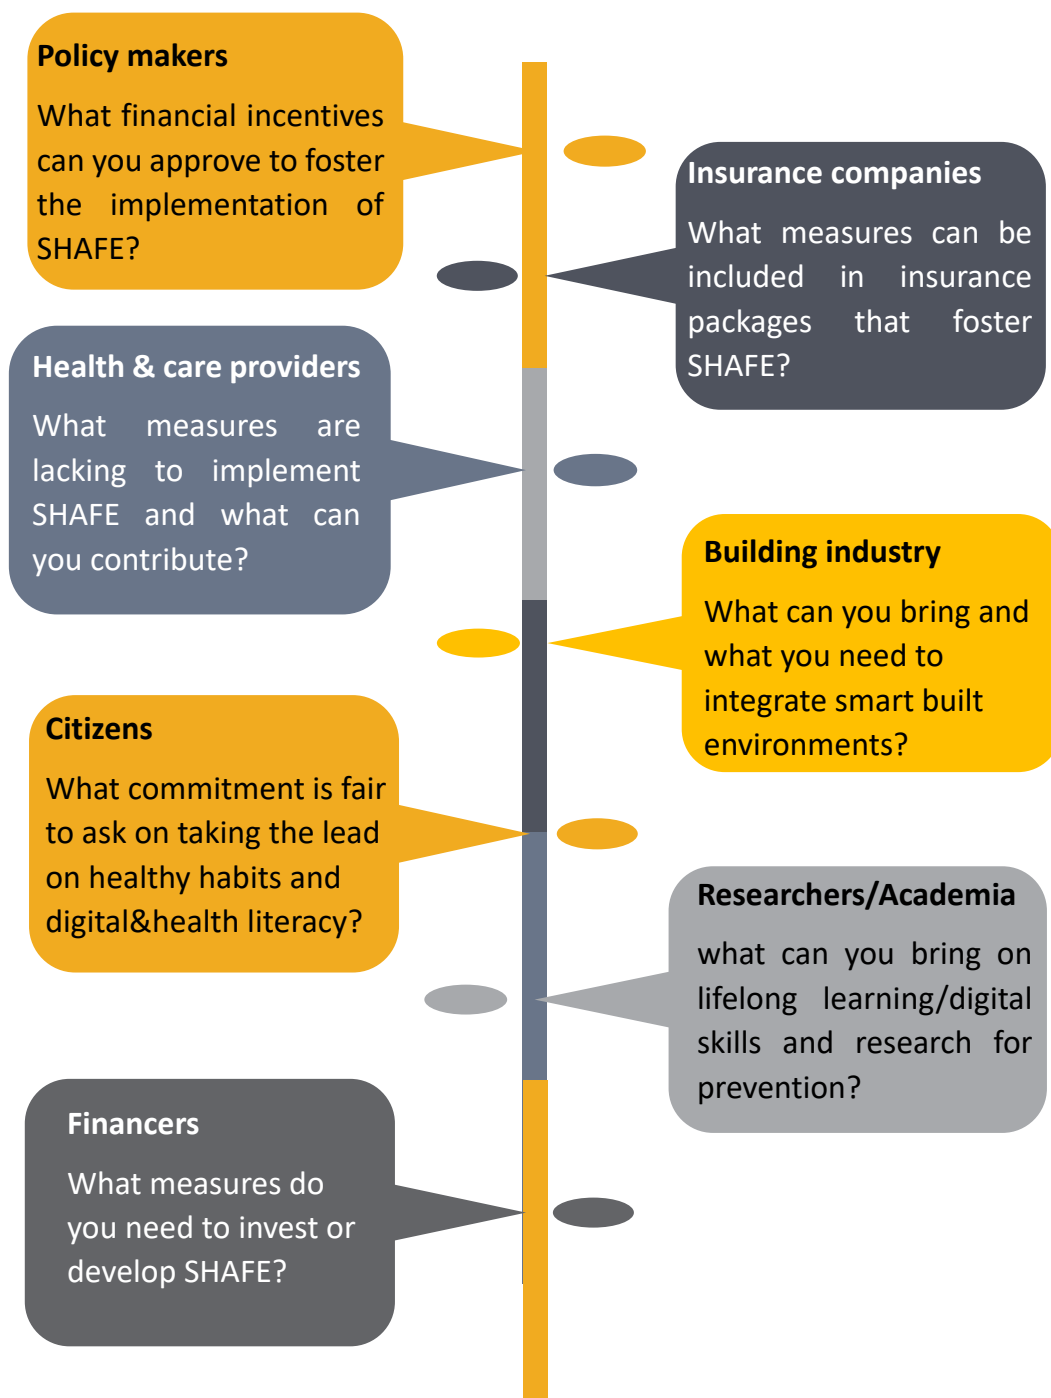 Policy makers
What financial incentives
can you approve to foster
the implementation of
SHAFE?
Insurance companies
What measures can be
included in insurance
packages that foster
SHAFE?
Health & care providers
What measures are
lacking to implement
SHAFE and what can
you contribute?
Building industry
What can you bring and
what you need to
integrate smart built
environments?
Citizens
What commitment is fair
to ask on taking the lead
on healthy habits and
digital&health literacy?
Researchers/Academia
what can you bring on
lifelong learning/digital
skills and research for
prevention?
Financers
What measures do
you need to invest or
develop SHAFE?